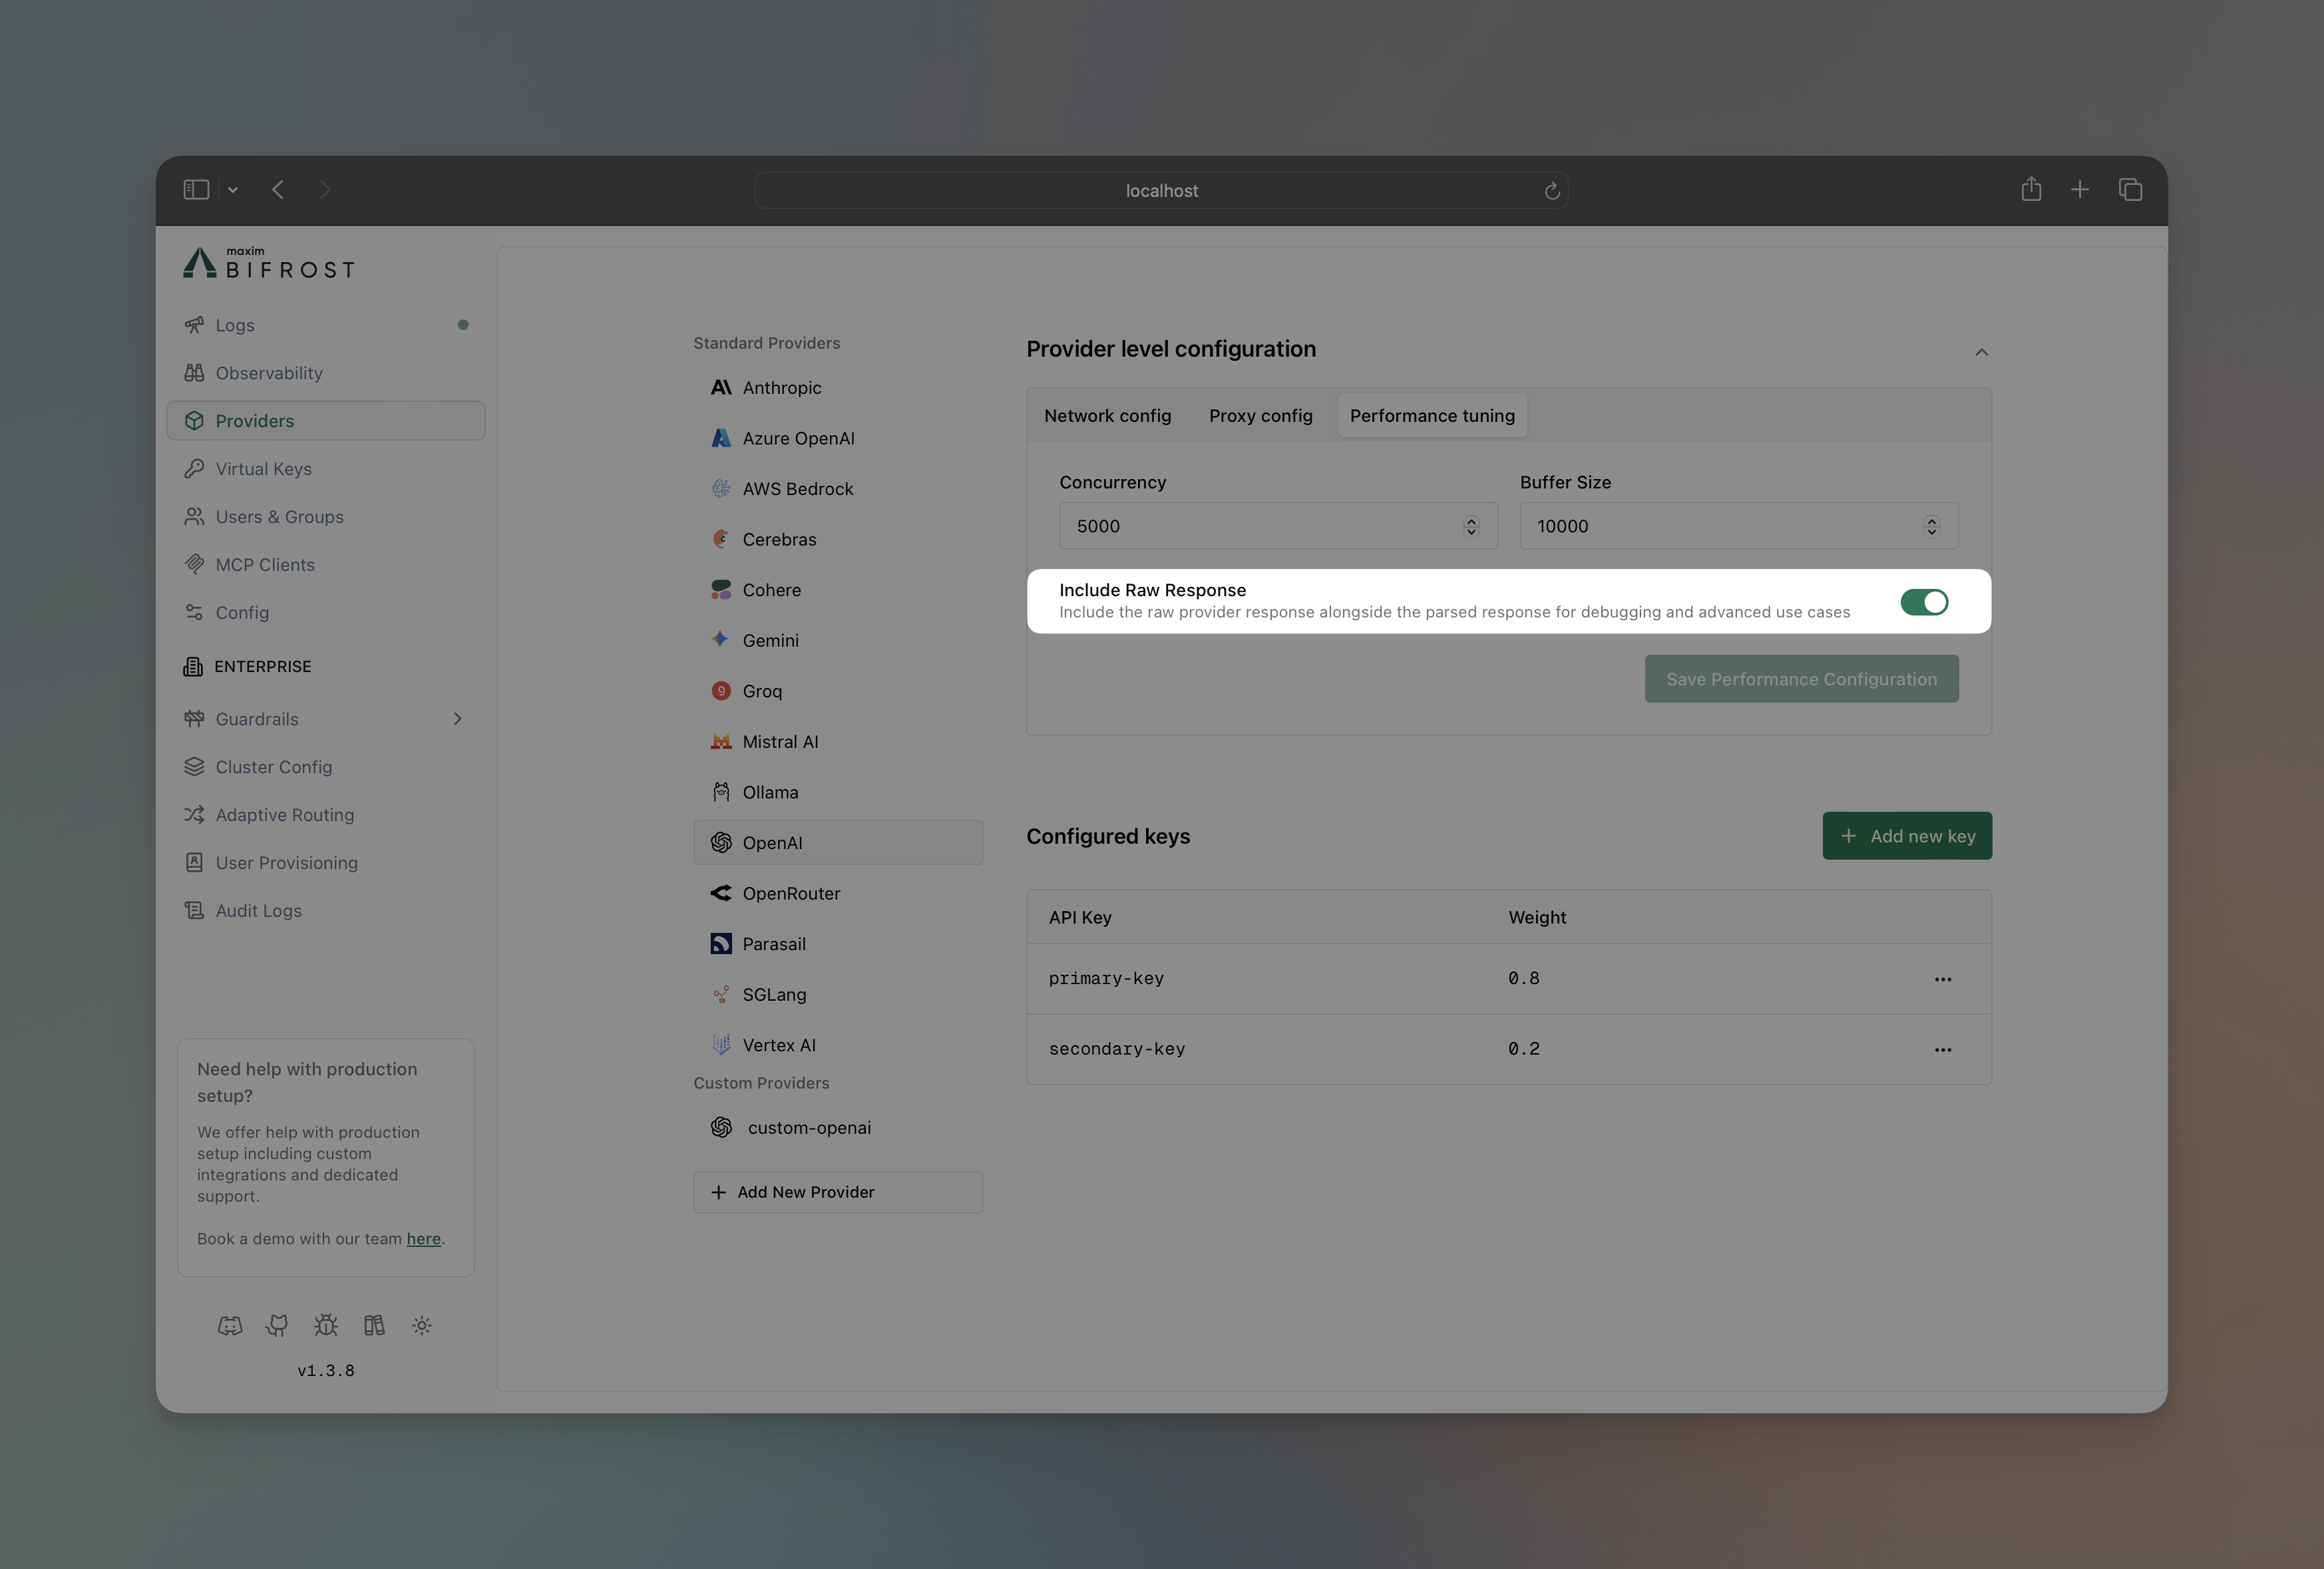 localhost
maxim
BIFROST
Logs
Observability
Providers
Virtual Keys
Users & Groups
MCP Clients
Config
ENTERPRISE
Guardrails
Cluster Config
Adaptive Routing
User Provisioning
Audit Logs
Need help with production
setup?
We offer help with production
setup including custom
integrations and dedicated
support.
Book a demo with our team here.
v1.3.8
Standard Providers
Anthropic
Azure OpenAI
AWS Bedrock
Cerebras
Cohere
Gemini
Groq
Mistral AI
Ollama
OpenAI
OpenRouter
Parasail
SGLang
Vertex AI
Custom Providers
custom-openai
Add New Provider
Provider level configuration
Network config Proxy config Performance tuning
Concurrency Buffer Size
5000 10000
Include Raw Response
Include the raw provider response alongside the parsed response for debugging and advanced use cases
Save Performance Configuration
Configured keys
Add new key
API Key Weight
primary-key 0.8
secondary-key 0.2